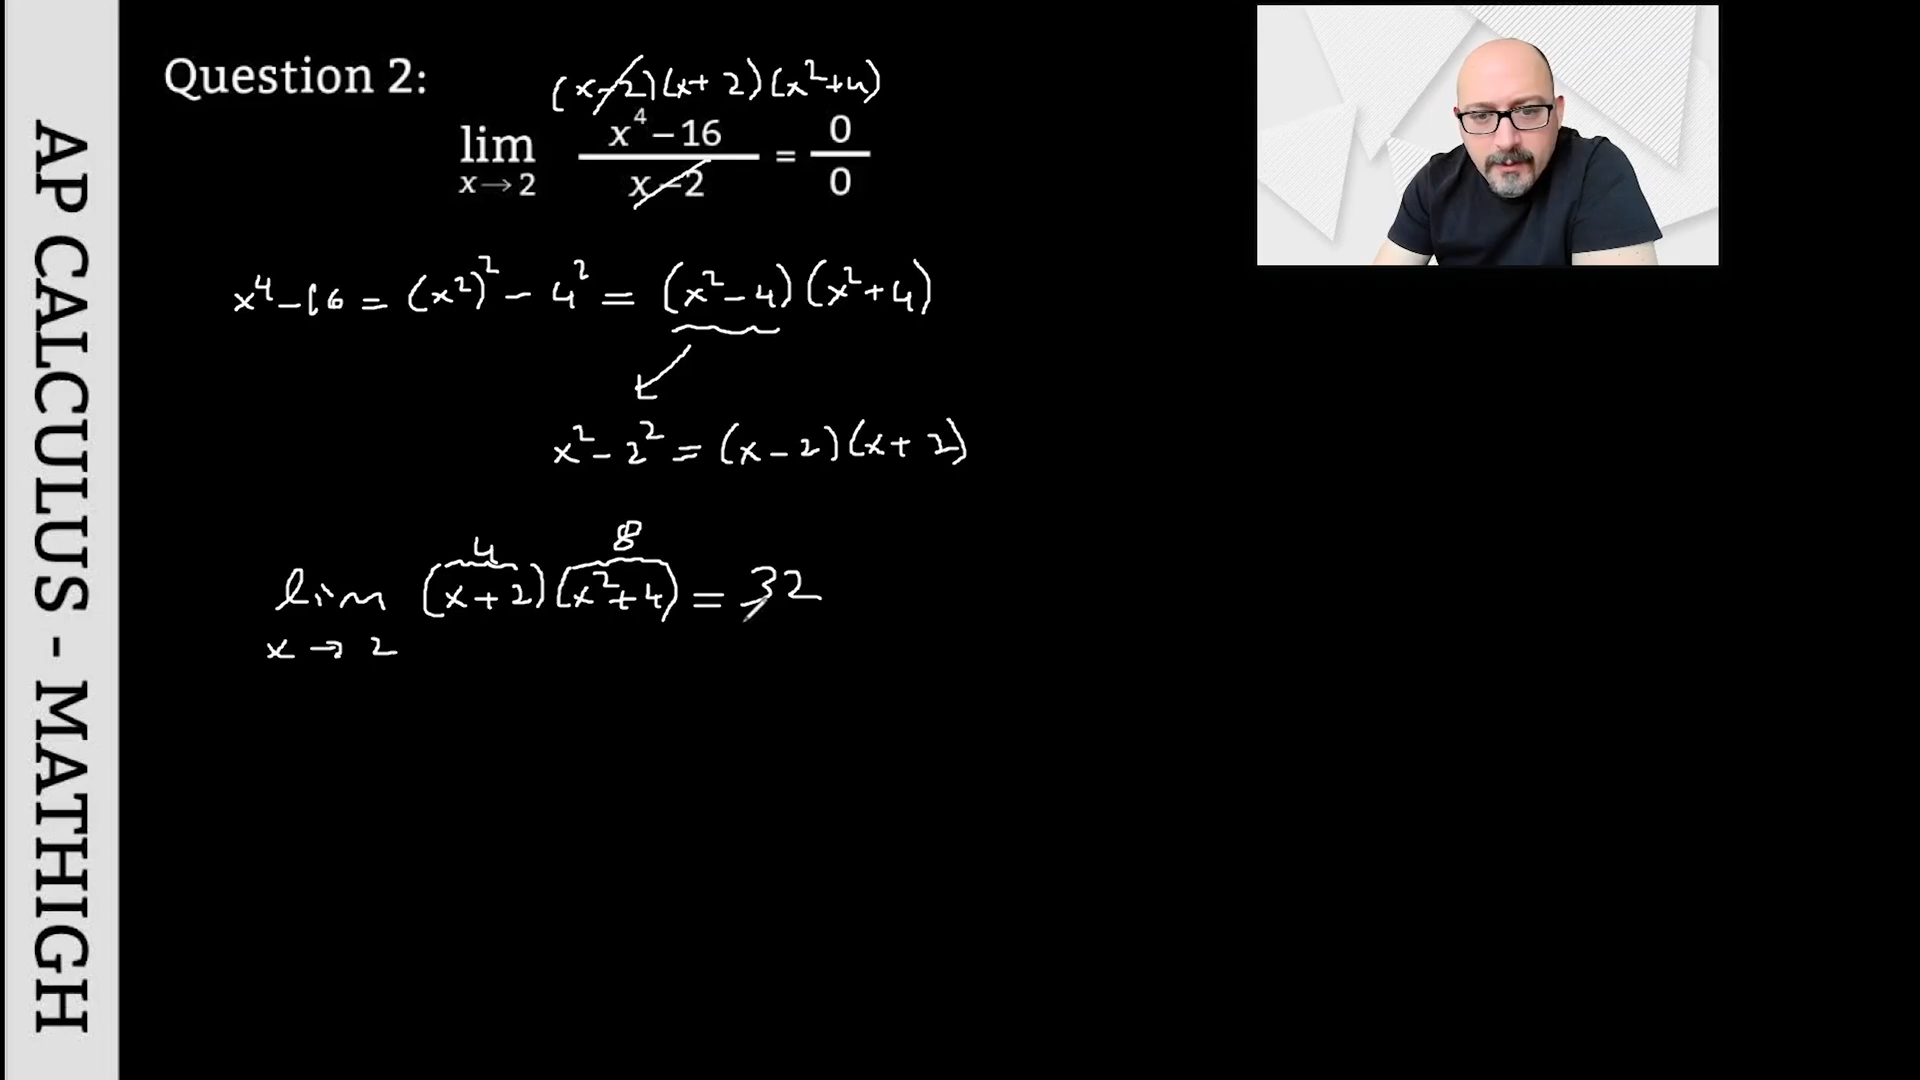 AP CALCULUS - MATHIGH
Question 2:
(x-2)(x+2)(x²+4)
lim x→2 x⁴-16 / x-2 = 0/0
x⁴-16 = (x²)² - 4² = (x²-4)(x²+4)
x²-2² = (x-2)(x+2)
4 8
lim x→2 (x+2)(x²+4) = 32